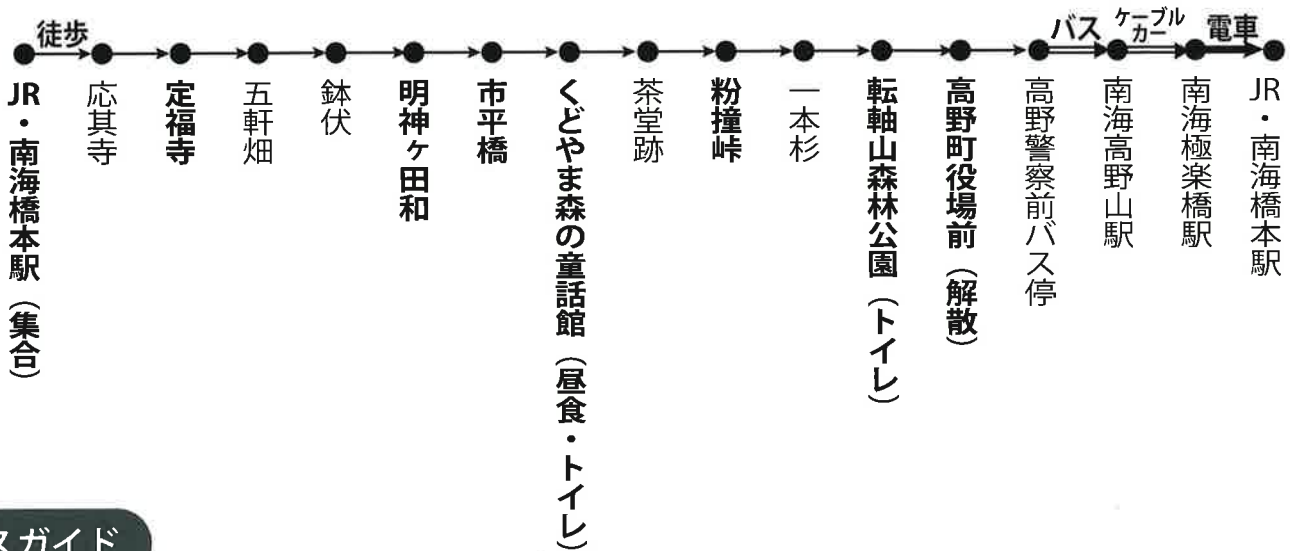 徒歩
バス
ケーブル
カー
電車
JR・南海橋本駅（集合）
応其寺
定福寺
五軒畑
鉢伏
明神ヶ田和
市平橋
くどやま森の童話館（昼食・トイレ）
茶堂跡
粉撞峠
一本杉
転軸山森林公園（トイレ）
高野町役場前（解散）
高野警察前バス停
南海高野山駅
南海極楽橋駅
JR・南海橋本駅
スガイド